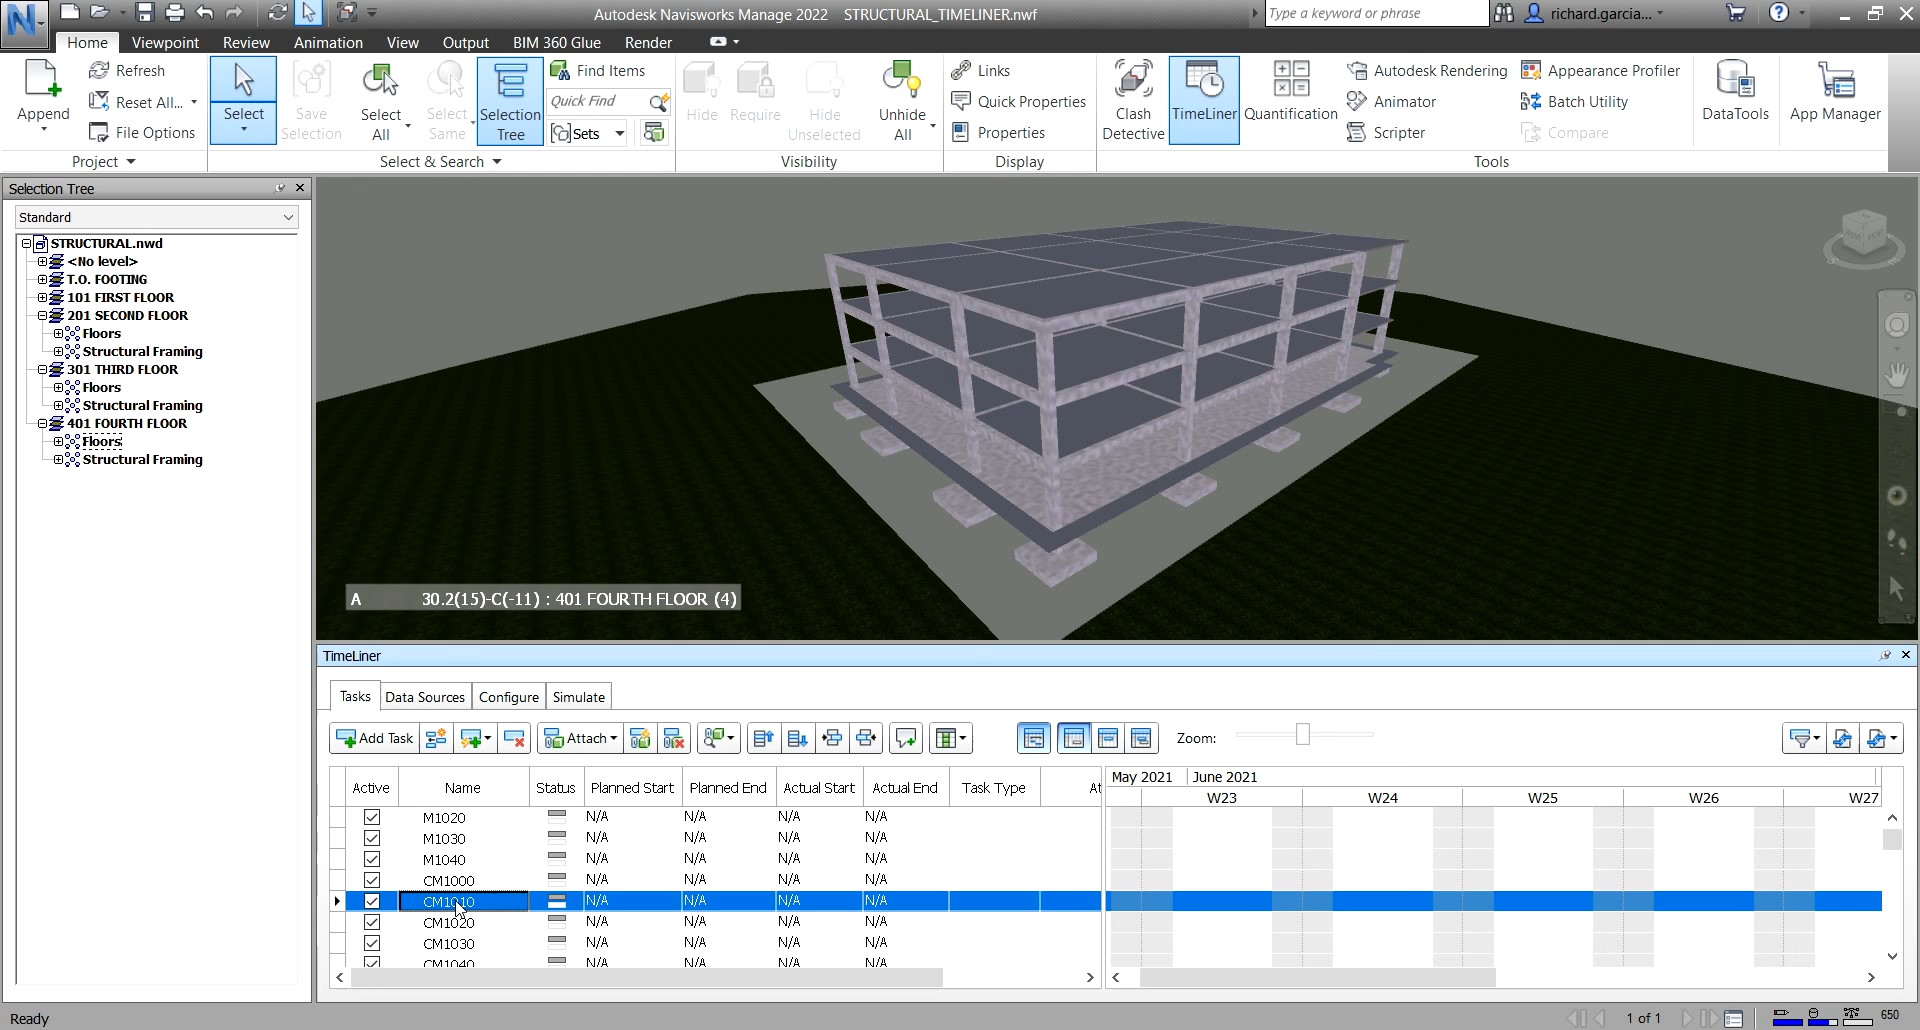 Autodesk Navisworks Manage 2022 STRUCTURAL_TIMELINER.nwf
Type a keyword or phrase
richard.garcia...
Home Viewpoint Review Animation View Output BIM 360 Glue Render
Append
Refresh
Reset All...
File Options
Project
Select
Save Selection
Select All
Select Same
Selection Tree
Find Items
Quick Find
Sets
Select & Search
Hide
Require
Hide Unselected
Unhide All
Visibility
Links
Quick Properties
Properties
Display
Clash Detective
TimeLiner
Quantification
Autodesk Rendering
Animator
Scripter
Appearance Profiler
Batch Utility
Compare
Tools
DataTools
App Manager
Selection Tree
Standard
STRUCTURAL.nwd
<No level>
T.O. FOOTING
101 FIRST FLOOR
201 SECOND FLOOR
Floors
Structural Framing
301 THIRD FLOOR
Floors
Structural Framing
401 FOURTH FLOOR
Floors
Structural Framing
A 30.2(15)-C(-11) : 401 FOURTH FLOOR (4)
TimeLiner
Tasks Data Sources Configure Simulate
Add Task Attach Zoom:
Active Name Status Planned Start Planned End Actual Start Actual End Task Type At
May 2021 June 2021
W23 W24 W25 W26 W27
M1020 N/A N/A N/A N/A
M1030 N/A N/A N/A N/A
M1040 N/A N/A N/A N/A
CM1000 N/A N/A N/A N/A
CM1010 N/A N/A N/A N/A
CM1020 N/A N/A N/A N/A
CM1030 N/A N/A N/A N/A
CM1040 N/A N/A N/A N/A
Ready
1 of 1
650